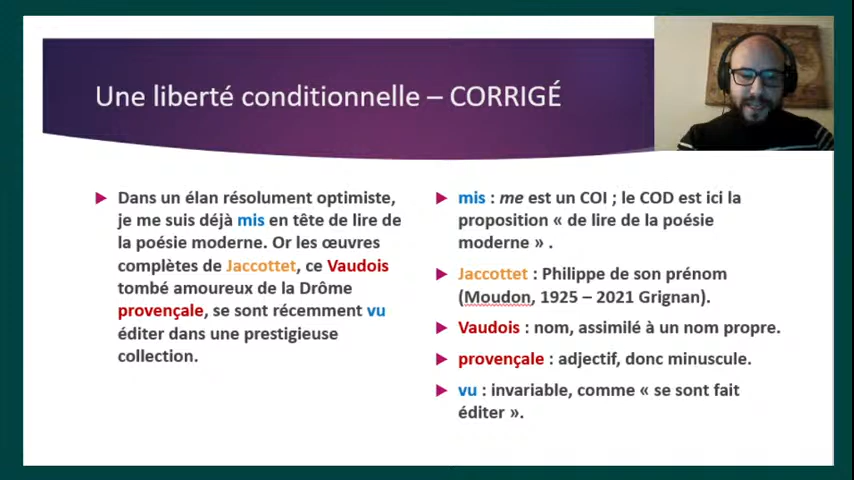 Une liberté conditionnelle – CORRIGÉ
Dans un élan résolument optimiste,
je me suis déjà mis en tête de lire de
la poésie moderne. Or les œuvres
complètes de Jaccottet, ce Vaudois
tombé amoureux de la Drôme
provençale, se sont récemment vu
éditer dans une prestigieuse
collection.
mis : me est un COI ; le COD est ici la
proposition « de lire de la poésie
moderne » .
Jaccottet : Philippe de son prénom
(Moudon, 1925 – 2021 Grignan).
Vaudois : nom, assimilé à un nom propre.
provençale : adjectif, donc minuscule.
vu : invariable, comme « se sont fait
éditer ».